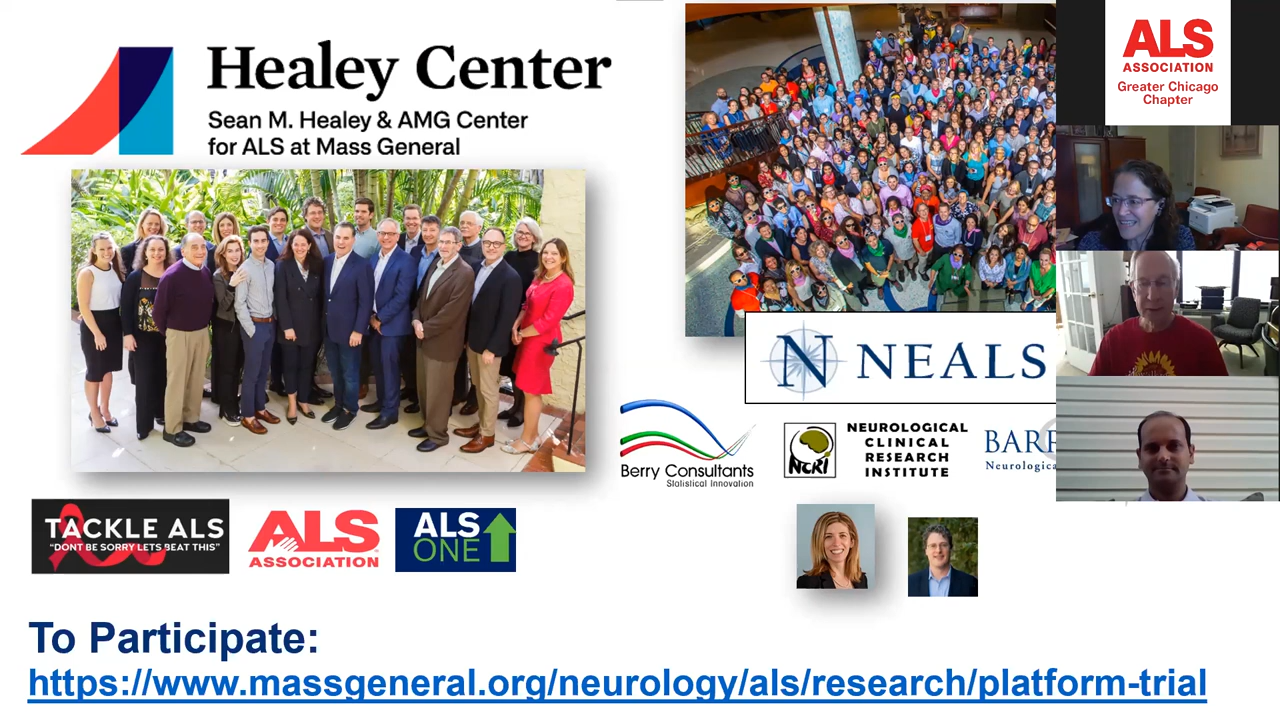 Healey Center
Sean M. Healey & AMG Center
for ALS at Mass General
ALS
ASSOCIATION
Greater Chicago
Chapter
N NEALS
Berry Consultants
Statistical Innovation
NCRI
NEUROLOGICAL
CLINICAL
RESEARCH
INSTITUTE
BARR
Neurological
TACKLE ALS
"DONT BE SORRY LETS BEAT THIS"
ALS
ASSOCIATION
ALS
ONE
To Participate:
https://www.massgeneral.org/neurology/als/research/platform-trial